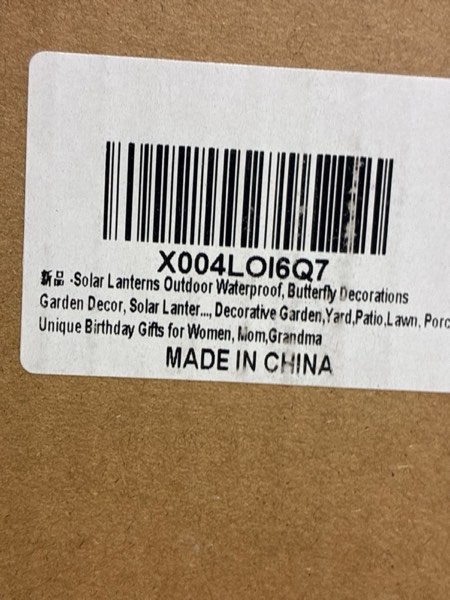 X004LOI6Q7
新品 -Solar Lanterns Outdoor Waterproof, Butterfly Decorations
Garden Decor, Solar Lanter..., Decorative Garden,Yard,Patio,Lawn, Porc
Unique Birthday Gifts for Women, Mom,Grandma
MADE IN CHINA